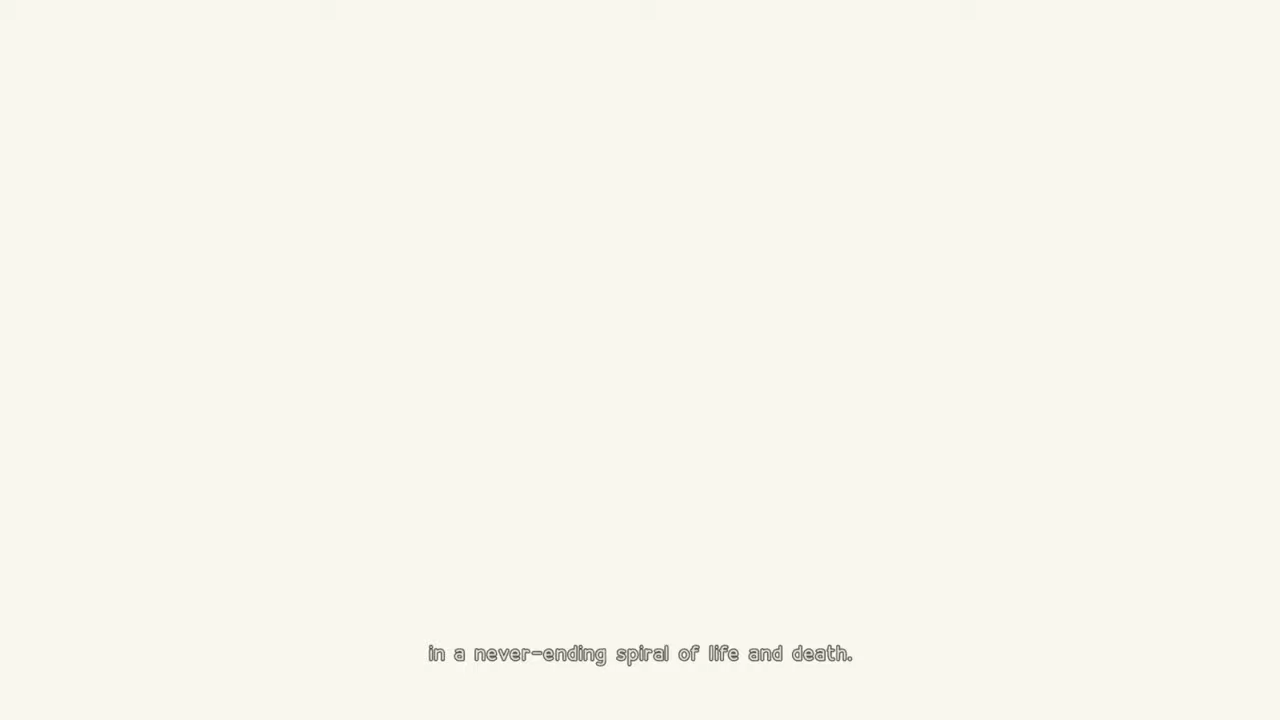 in a never-ending spiral of life and death.